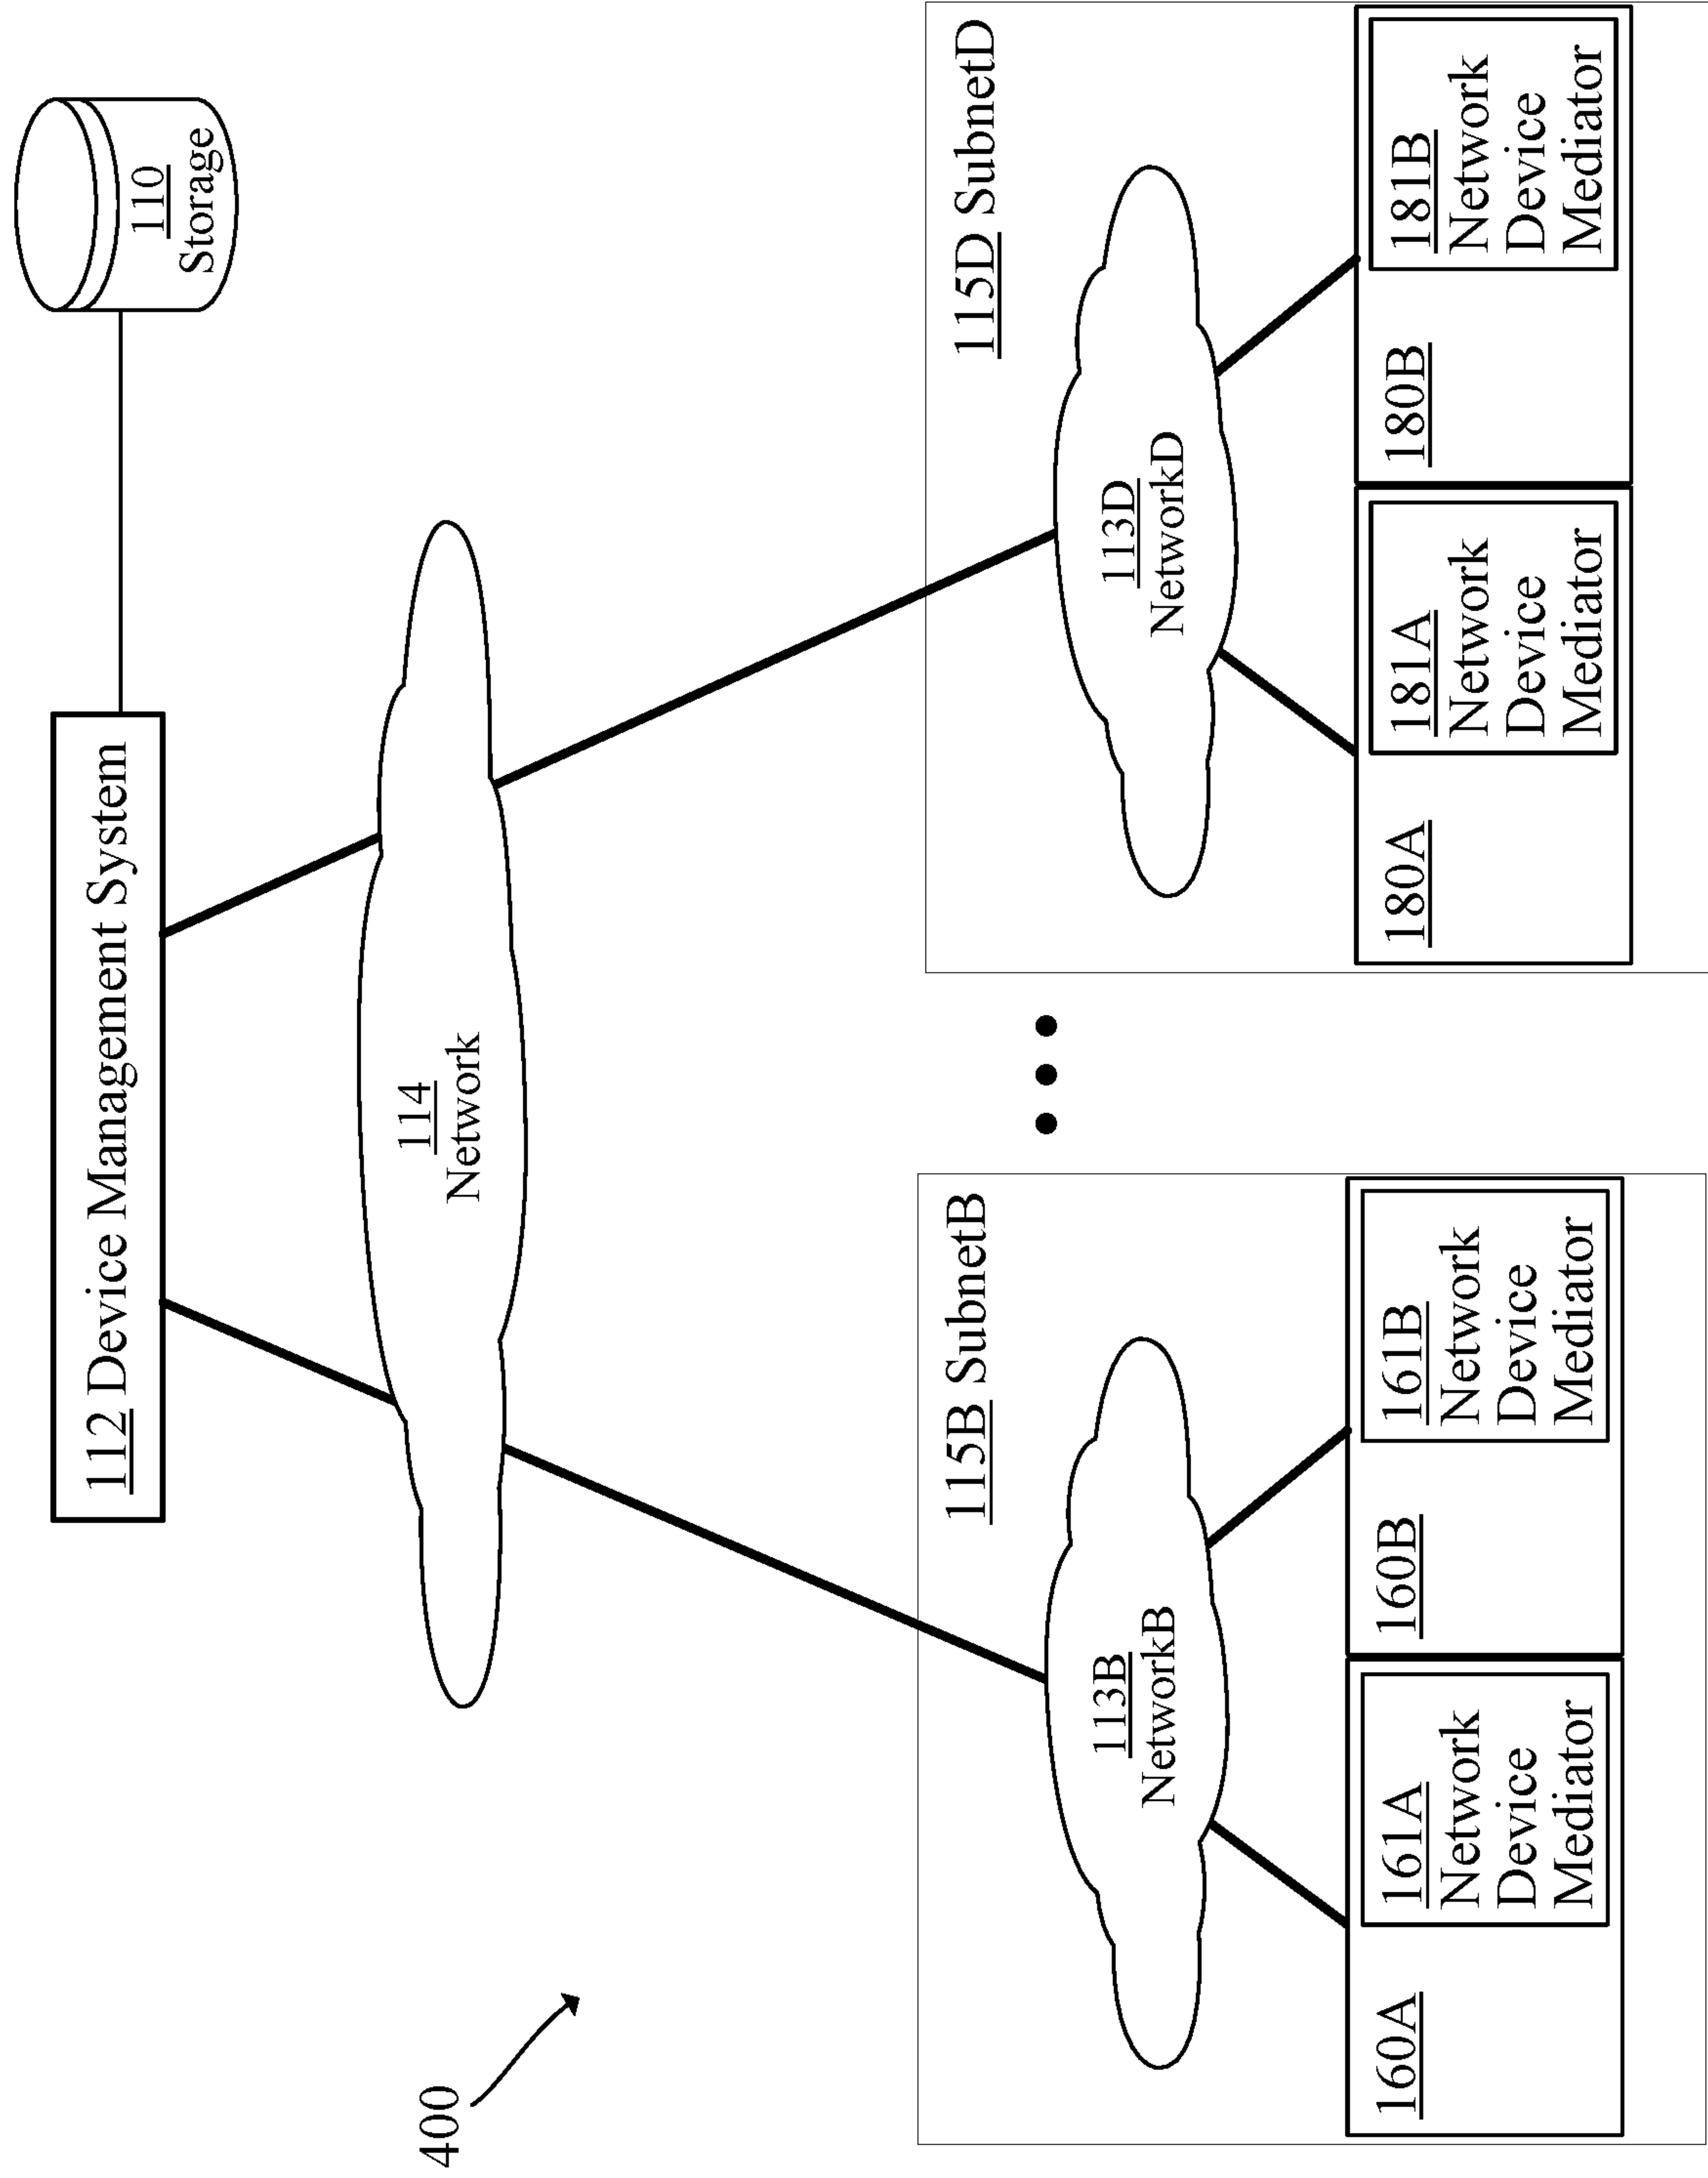 112 Device Management System
110
Storage
114
Network
400
115B SubnetB
113B
NetworkB
160A
161A
Network
Device
Mediator
160B
161B
Network
Device
Mediator
115D SubnetD
113D
NetworkD
180A
181A
Network
Device
Mediator
180B
181B
Network
Device
Mediator